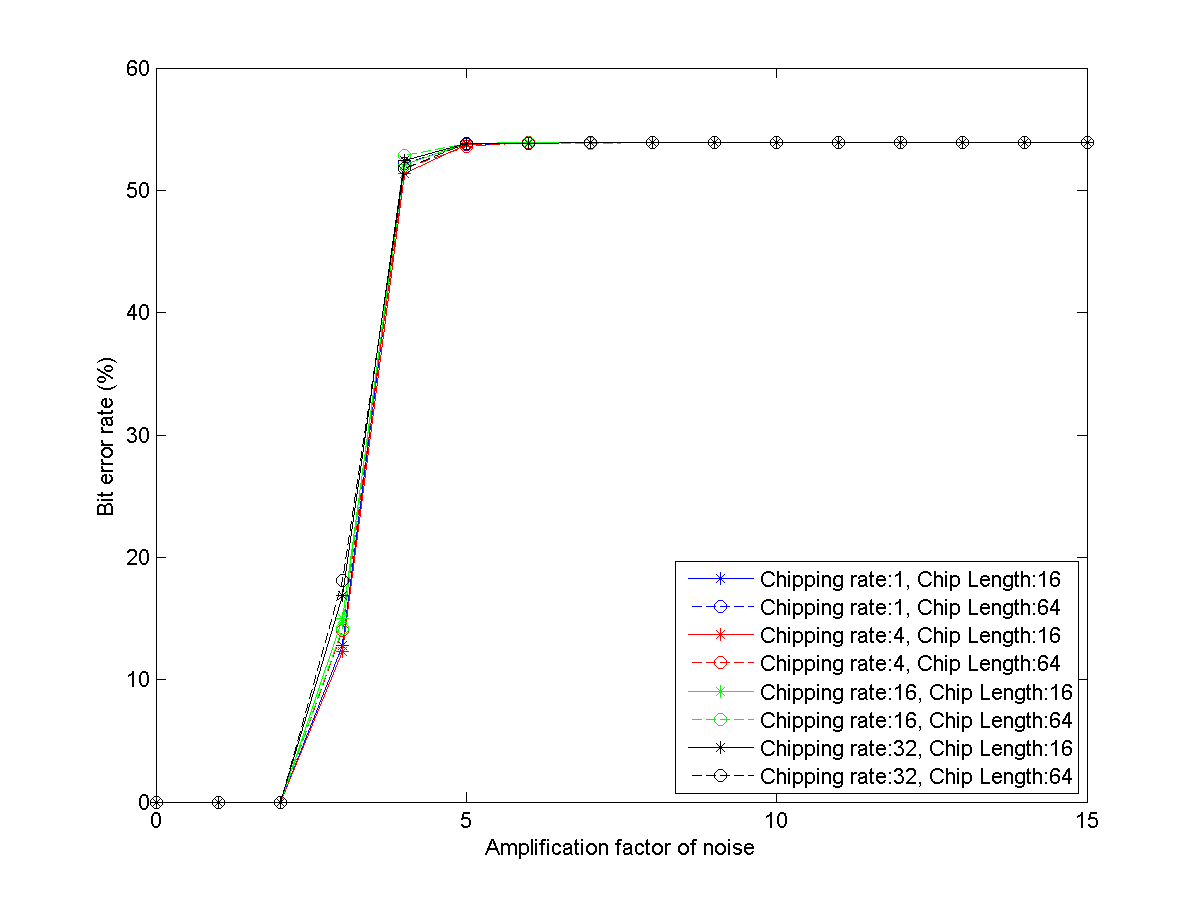 60
50
40
30
20
10
0
Bit error rate (%)
Chipping rate:1, Chip Length:16
Chipping rate:1, Chip Length:64
Chipping rate:4, Chip Length:16
Chipping rate:4, Chip Length:64
Chipping rate:16, Chip Length:16
Chipping rate:16, Chip Length:64
Chipping rate:32, Chip Length:16
Chipping rate:32, Chip Length:64
0 5 10 15
Amplification factor of noise